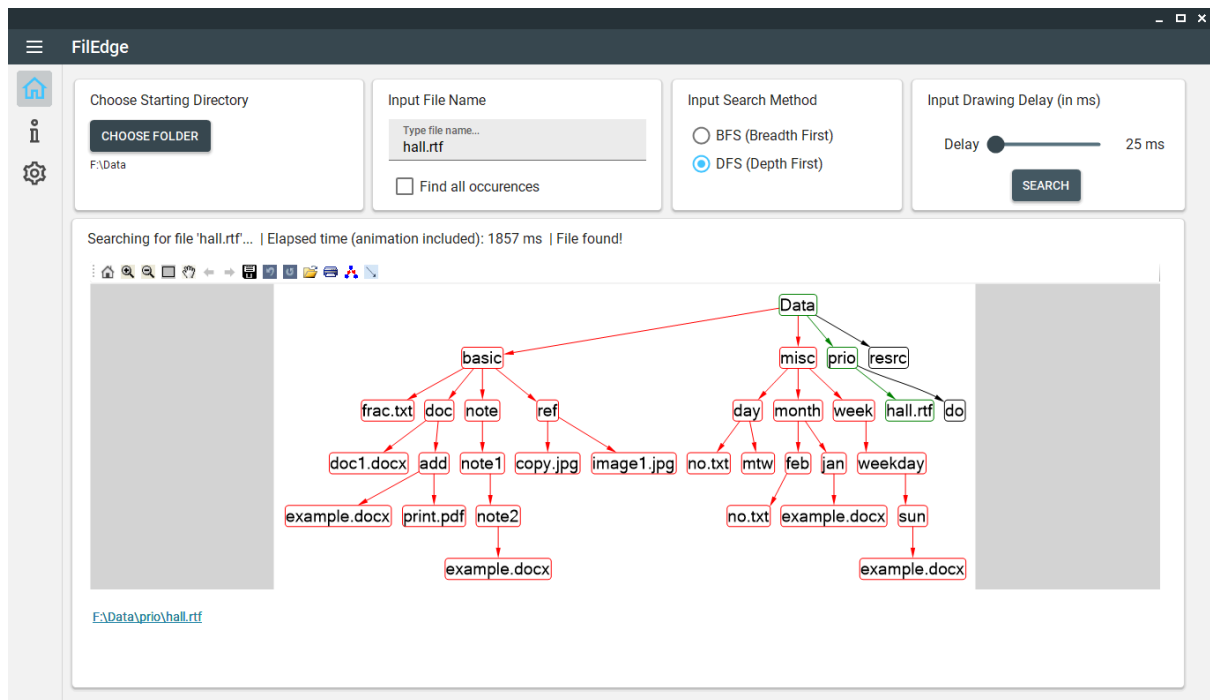 FilEdge
Choose Starting Directory
CHOOSE FOLDER
F:\Data
Input File Name
Type file name...
hall.rtf
Find all occurences
Input Search Method
BFS (Breadth First)
DFS (Depth First)
Input Drawing Delay (in ms)
Delay 25 ms
SEARCH
Searching for file 'hall.rtf'... | Elapsed time (animation included): 1857 ms | File found!
Data
basic misc prio resrc
frac.txt doc note ref day month week hall.rtf do
doc1.docx add note1 copy.jpg image1.jpg no.txt mtw feb jan weekday
example.docx print.pdf note2 no.txt example.docx sun
example.docx example.docx
F:\Data\prio\hall.rtf